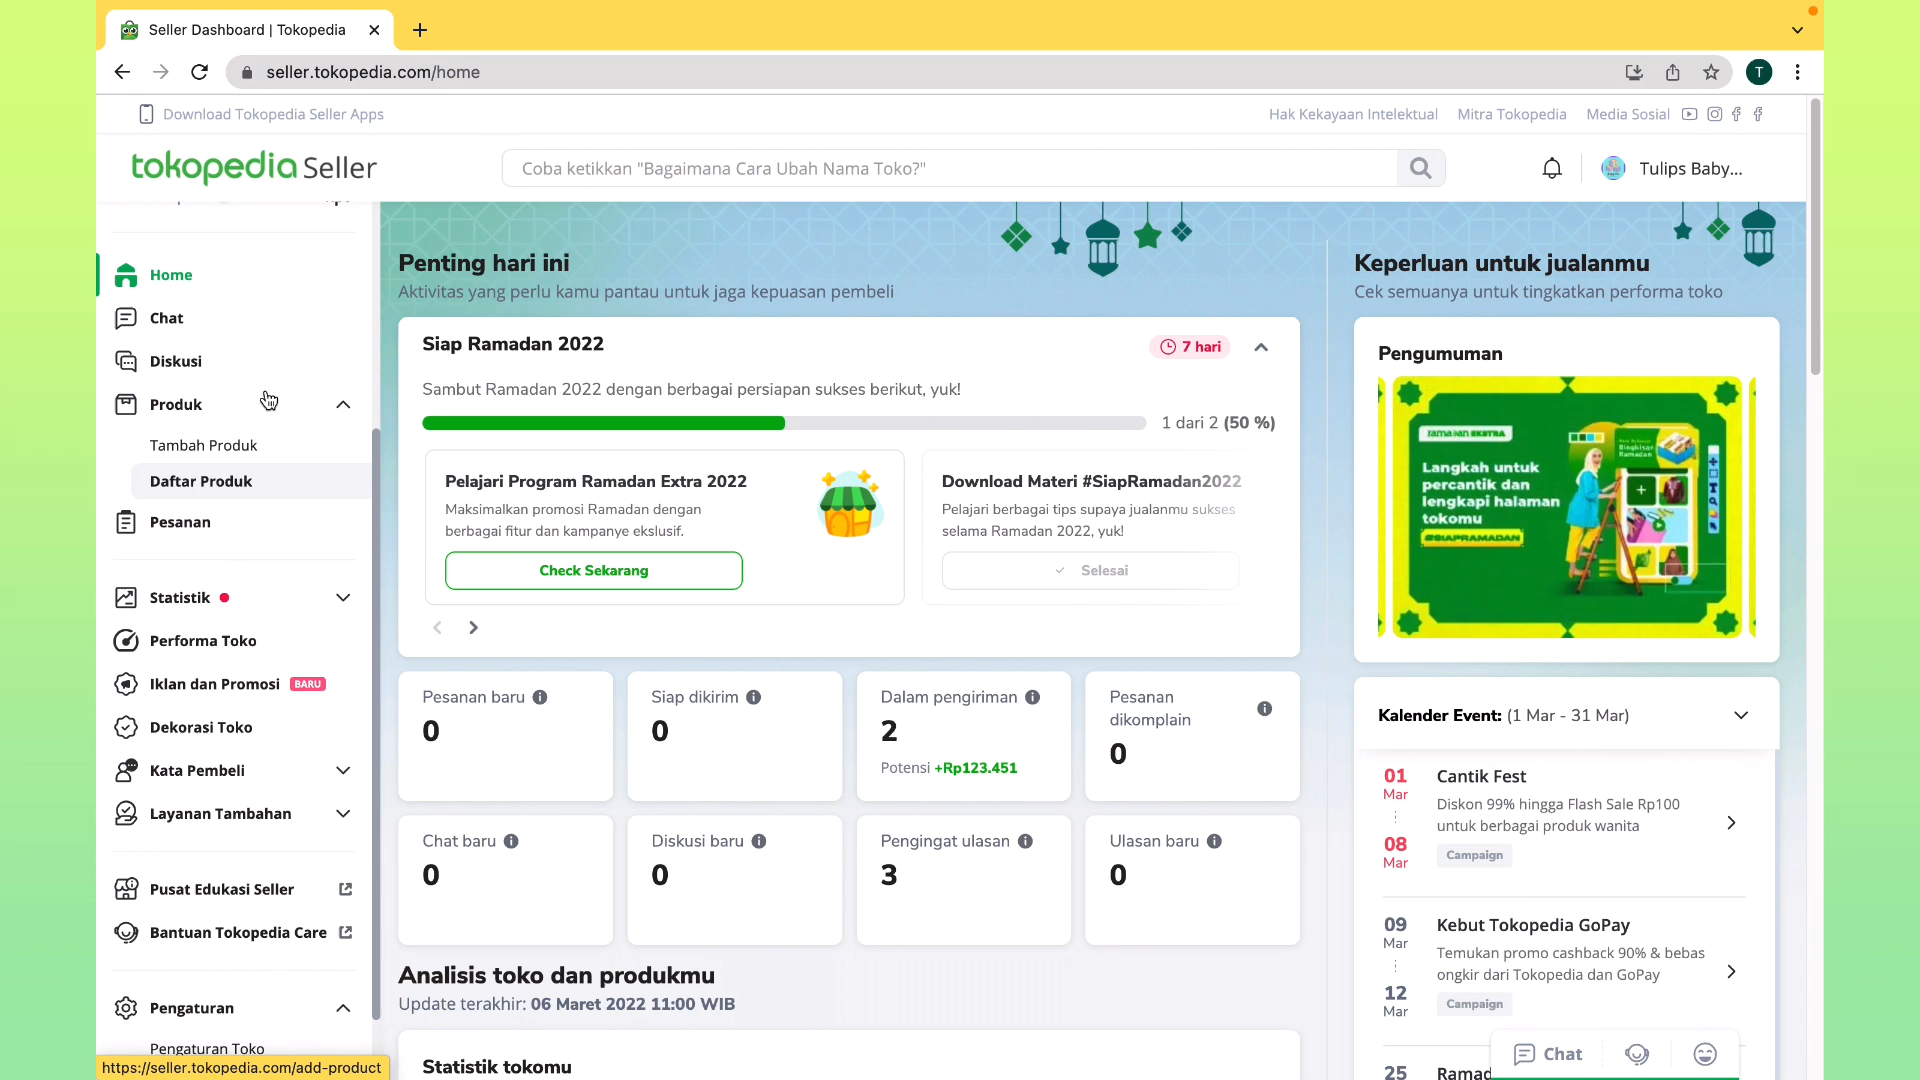 Seller Dashboard | Tokopedia
seller.tokopedia.com/home
T
Download Tokopedia Seller Apps
Hak Kekayaan Intelektual
Mitra Tokopedia
Media Sosial
tokopedia Seller
Coba ketikkan "Bagaimana Cara Ubah Nama Toko?"
Tulips Baby...
Home
Chat
Diskusi
Produk
Tambah Produk
Daftar Produk
Pesanan
Statistik
Performa Toko
Iklan dan Promosi BARU
Dekorasi Toko
Kata Pembeli
Layanan Tambahan
Pusat Edukasi Seller
Bantuan Tokopedia Care
Pengaturan
Pengaturan Toko
https://seller.tokopedia.com/add-product
Penting hari ini
Aktivitas yang perlu kamu pantau untuk jaga kepuasan pembeli
Siap Ramadan 2022
7 hari
Sambut Ramadan 2022 dengan berbagai persiapan sukses berikut, yuk!
1 dari 2 (50 %)
Pelajari Program Ramadan Extra 2022
Maksimalkan promosi Ramadan dengan
berbagai fitur dan kampanye ekslusif.
Check Sekarang
Download Materi #SiapRamadan2022
Pelajari berbagai tips supaya jualanmu sukses
selama Ramadan 2022, yuk!
Selesai
Pesanan baru
0
Siap dikirim
0
Dalam pengiriman
2
Potensi +Rp123.451
Pesanan
dikomplain
0
Chat baru
0
Diskusi baru
0
Pengingat ulasan
3
Ulasan baru
0
Analisis toko dan produkmu
Update terakhir: 06 Maret 2022 11:00 WIB
Statistik tokomu
Keperluan untuk jualanmu
Cek semuanya untuk tingkatkan performa toko
Pengumuman
RAMADAN EKSTRA
Langkah untuk
percantik dan
lengkapi halaman
tokomu
#SIAPRAMADAN
Kalender Event: (1 Mar - 31 Mar)
01
Mar
08
Mar
Cantik Fest
Diskon 99% hingga Flash Sale Rp100
untuk berbagai produk wanita
Campaign
09
Mar
12
Mar
Kebut Tokopedia GoPay
Temukan promo cashback 90% & bebas
ongkir dari Tokopedia dan GoPay
Campaign
25
Ramad
Chat